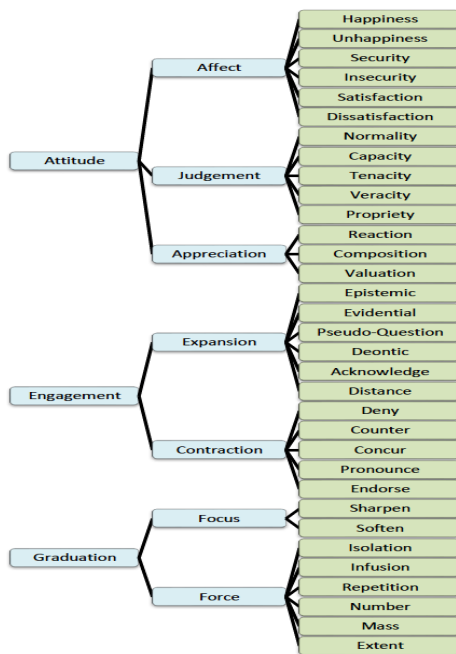 Happiness
Unhappiness
Affect
Security
Insecurity
Satisfaction
Dissatisfaction
Normality
Attitude
Capacity
Judgement
Tenacity
Veracity
Propriety
Reaction
Appreciation
Composition
Valuation
Epistemic
Evidential
Expansion
Pseudo-Question
Deontic
Acknowledge
Distance
Engagement
Deny
Counter
Contraction
Concur
Pronounce
Endorse
Focus
Sharpen
Soften
Graduation
Isolation
Infusion
Force
Repetition
Number
Mass
Extent